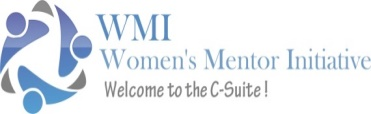 WMI
Women's Mentor Initiative
Welcome to the C-Suite !